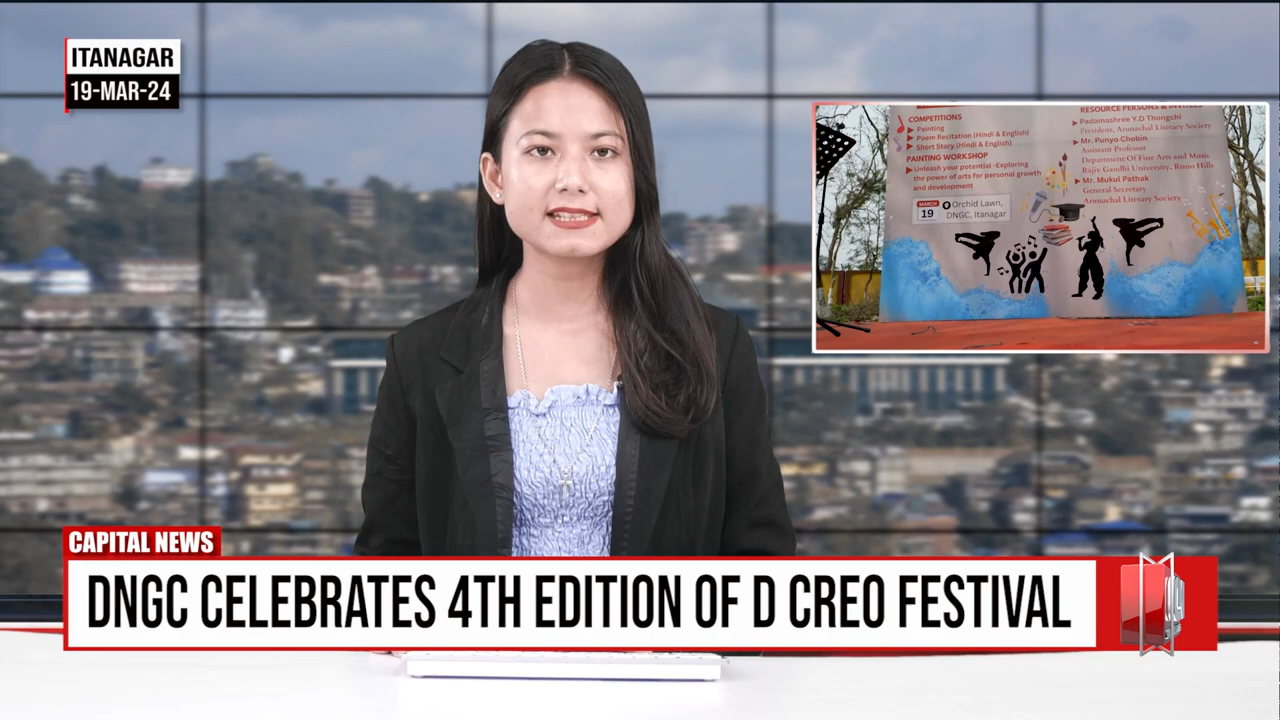 ITANAGAR
19-MAR-24
COMPETITIONS
Painting
Poem Recitation (Hindi & English)
Short Story (Hindi & English)
PAINTING WORKSHOP
Unleash your potential -Exploring
the power of arts for personal growth
and development
MARCH
19
Orchid Lawn,
DNGC, Itanagar
RESOURCE PERSONS & INVITEES
Padamashree Y.D Thongchi
President, Arunachal Literary Society
Mr. Punyo Chobin
Assistant Professor
Department Of Fine Arts and Music
Rajiv Gandhi University, Rono Hills
Mr. Mukul Pathak
General Secretary
Arunachal Literary Society
CAPITAL NEWS
DNGC CELEBRATES 4TH EDITION OF D CREO FESTIVAL